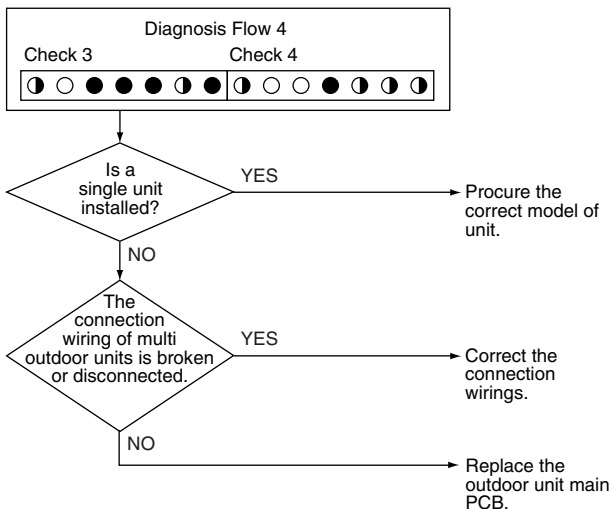 Diagnosis Flow 4
Check 3
Check 4
Is a
single unit
installed?
YES
Procure the
correct model of
unit.
NO
The
connection
wiring of multi
outdoor units is broken
or disconnected.
YES
Correct the
connection
wirings.
NO
Replace the
outdoor unit main
PCB.